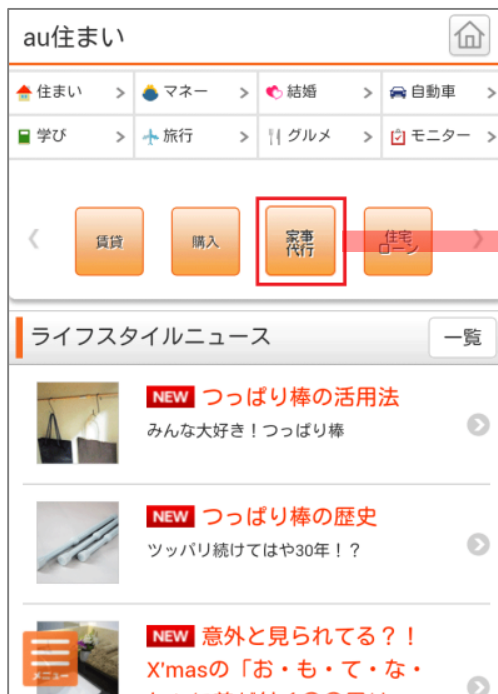 au住まい
住まい
マネー
結婚
自動車
学び
旅行
グルメ
モニター
賃貸
購入
家事
代行
住宅
ローン
ライフスタイルニュース
一覧
NEW つっぱり棒の活用法
みんな大好き！つっぱり棒
NEW つっぱり棒の歴史
ツッパリ続けてはや30年！？
NEW 意外と見られてる？！
X'masの「お・も・て・な・
メニュー